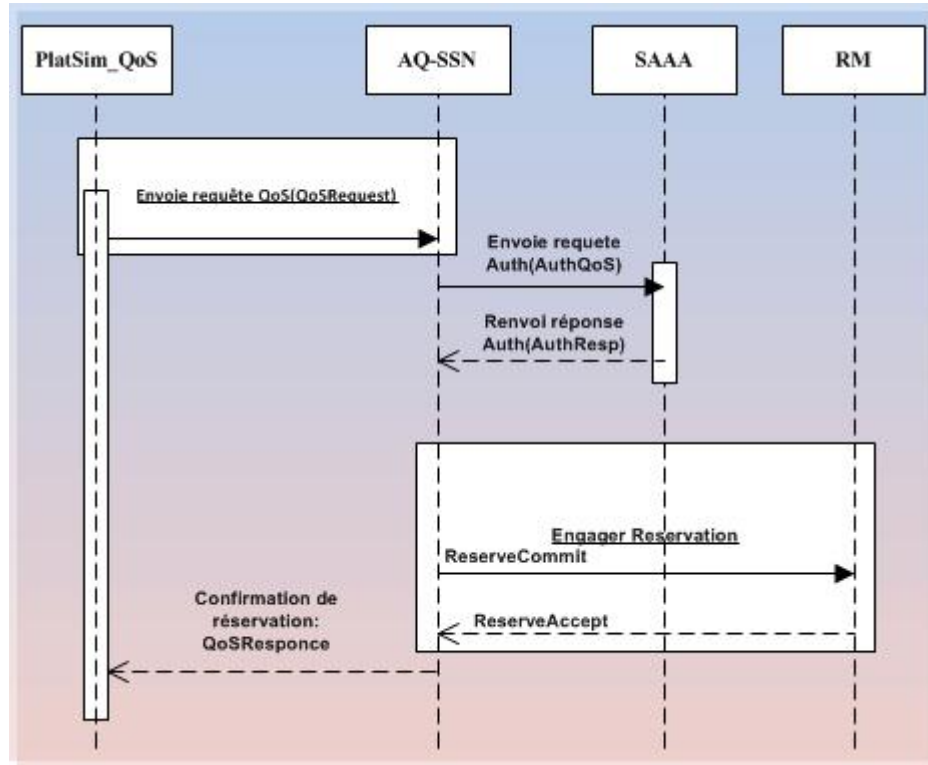 PlatSim_QoS
AQ-SSN
SAAA
RM
Envoie requête QoS(QoSRequest)
Envoie requete
Auth(AuthQoS)
Renvoi réponse
Auth(AuthResp)
Engager Reservation
ReserveCommit
Confirmation de
réservation:
QoSResponce
ReserveAccept